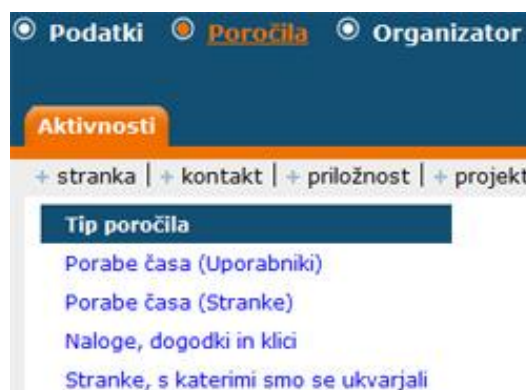 Podatki Poročila Organizator
Aktivnosti
+ stranka | + kontakt | + priložnost | + projekt
Tip poročila
Porabe časa (Uporabniki)
Porabe časa (Stranke)
Naloge, dogodki in klici
Stranke, s katerimi smo se ukvarjali